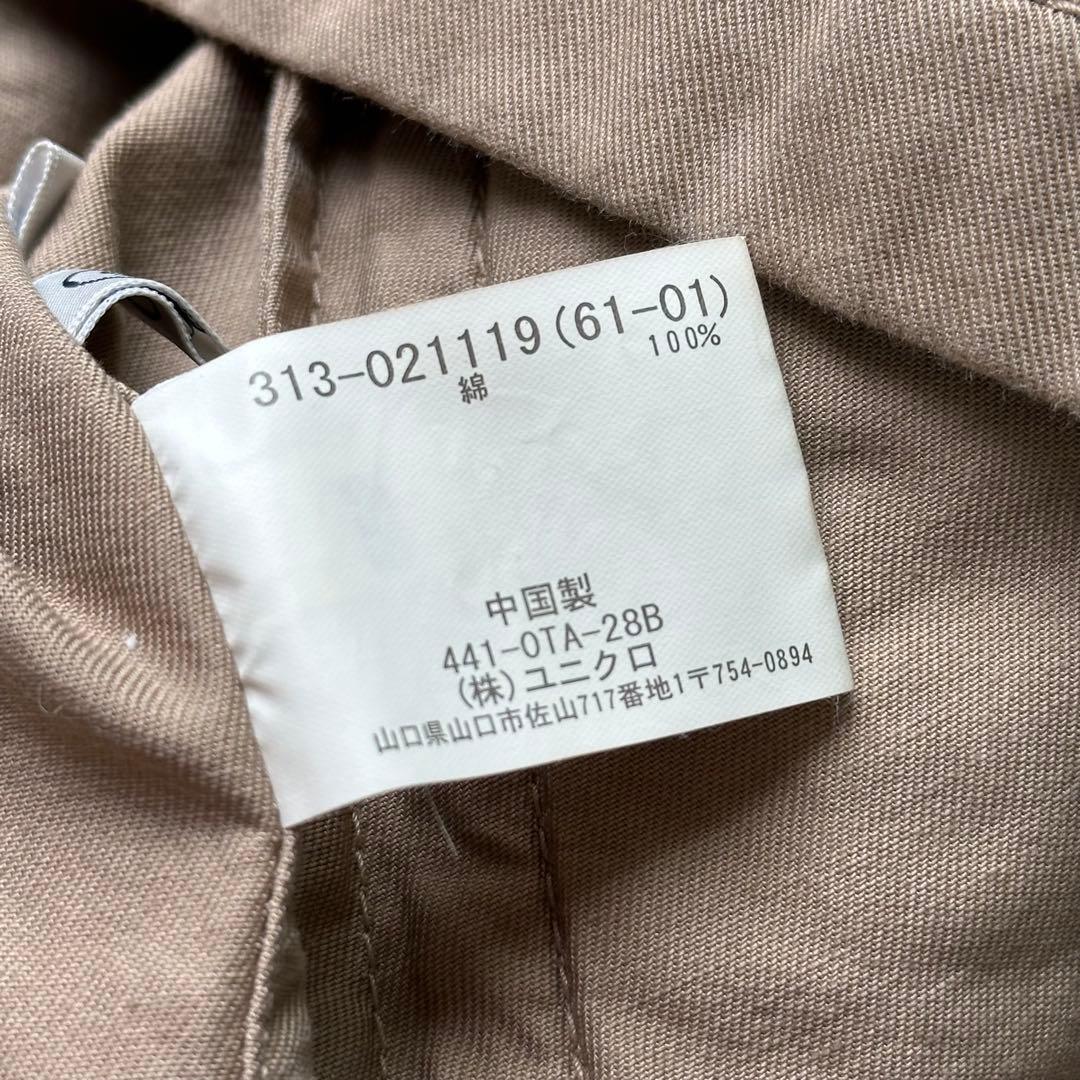 313-021119(61-01)
綿 100%
中国製
441-0TA-28B
(株)ユニクロ
山口県山口市佐山717番地1〒754-0894